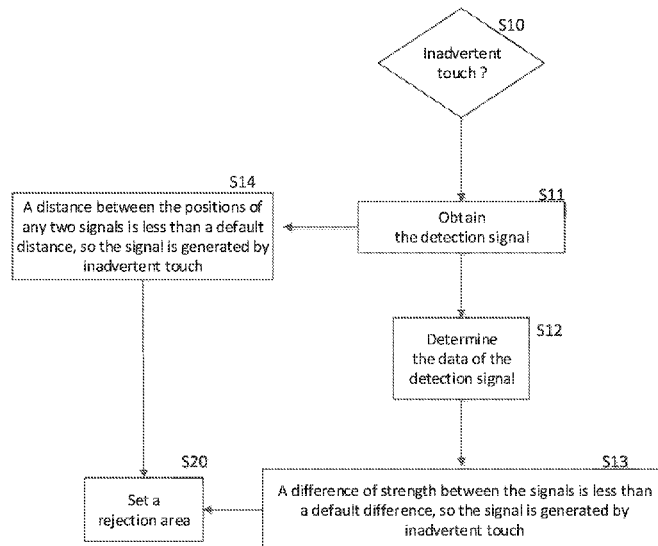 S10
Inadvertent
touch ?
S14
A distance between the positions of
any two signals is less than a default
distance, so the signal is generated by
inadvertent touch
S11
Obtain
the detection signal
S12
Determine
the data of the
detection signal
S20
Set a
rejection area
S13
A difference of strength between the signals is less than
a default difference, so the signal is generated by
inadvertent touch